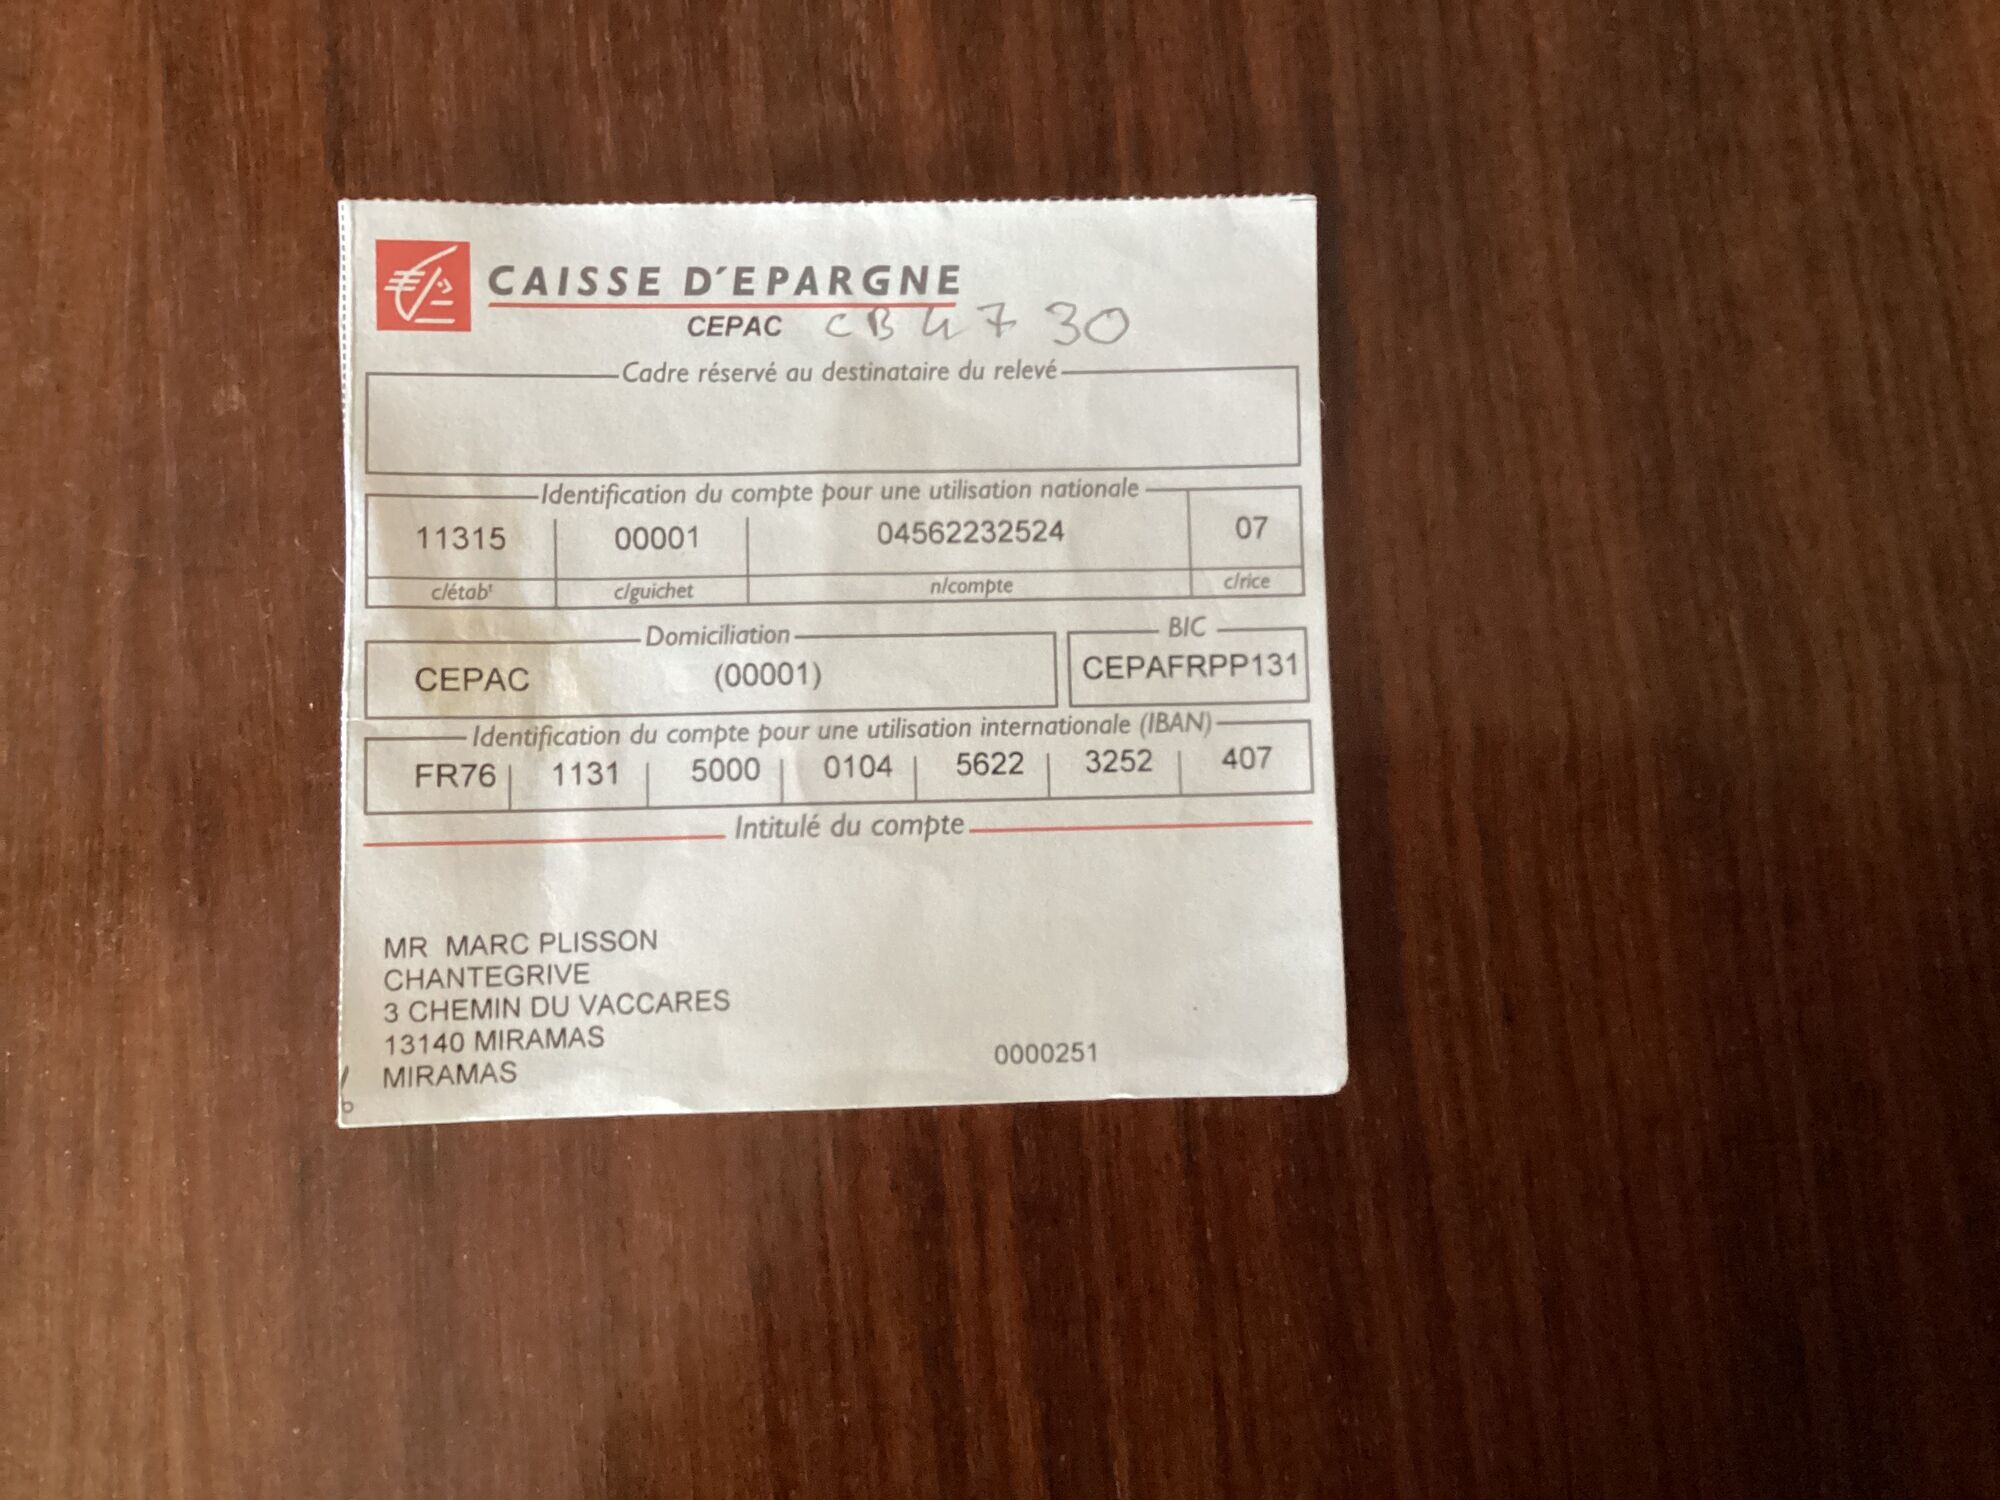 CAISSE D'EPARGNE
CEPAC CB 4730
Cadre réservé au destinataire du relevé
Identification du compte pour une utilisation nationale
11315 00001 04562232524 07
c/étabt c/guichet n/compte c/rice
Domiciliation BIC
CEPAC (00001) CEPAFRPP131
Identification du compte pour une utilisation internationale (IBAN)
FR76 1131 5000 0104 5622 3252 407
Intitulé du compte
MR MARC PLISSON
CHANTEGRIVE
3 CHEMIN DU VACCARES
13140 MIRAMAS
MIRAMAS 0000251